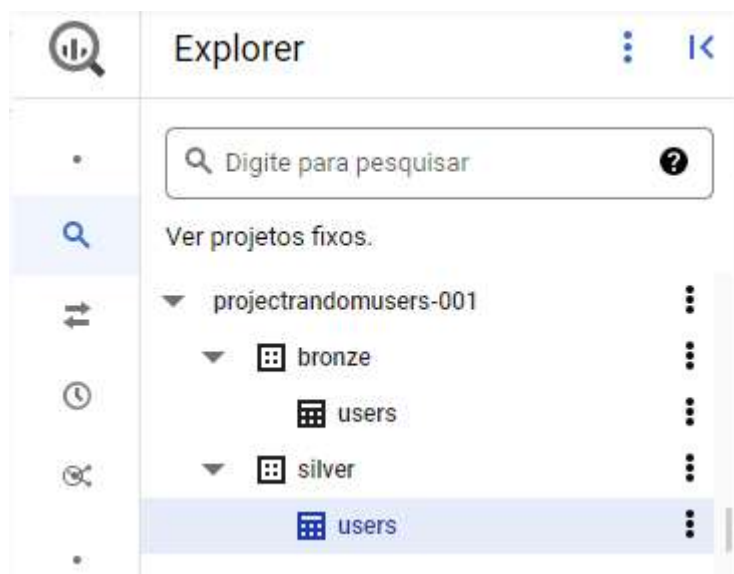 Explorer
Digite para pesquisar
Ver projetos fixos.
projectrandomusers-001
bronze
users
silver
users